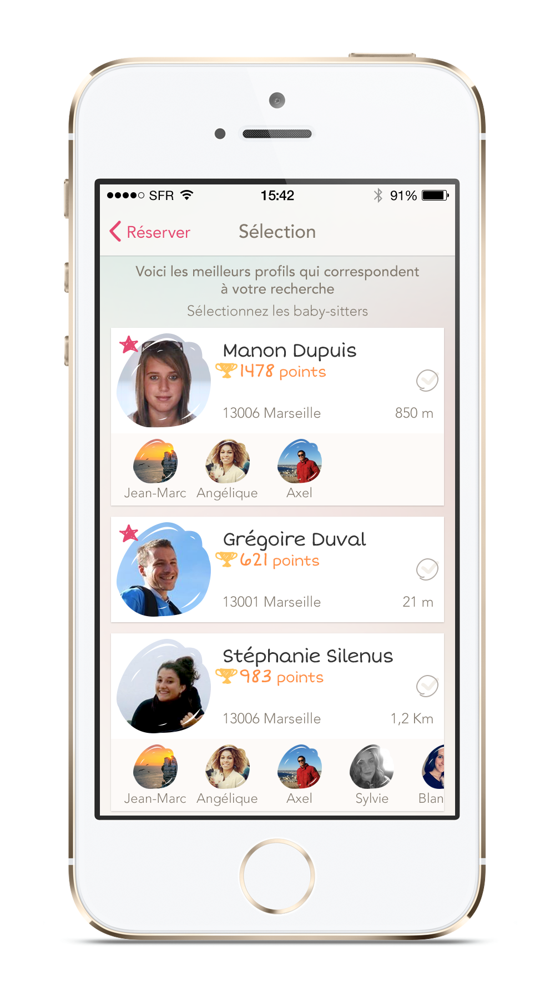 SFR 15:42 91%
Réserver Sélection
Voici les meilleurs profils qui correspondent
à votre recherche
Sélectionnez les baby-sitters
Manon Dupuis
1478 points
13006 Marseille 850 m
Jean-Marc Angélique Axel
Grégoire Duval
621 points
13001 Marseille 21 m
Stéphanie Silenus
983 points
13006 Marseille 1,2 Km
Jean-Marc Angélique Axel Sylvie Blan